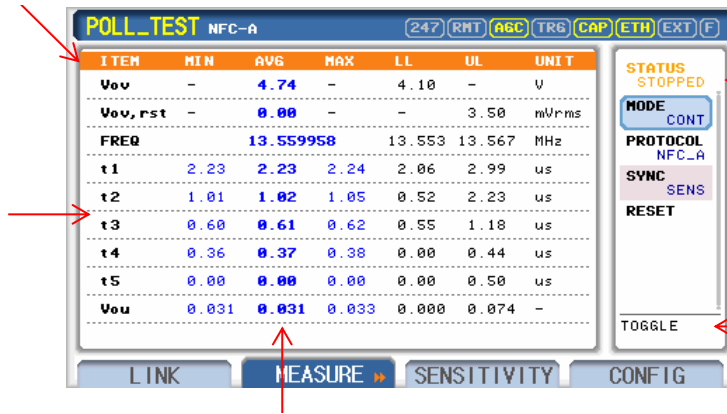 POLL_TEST NFC-A (247) RMT AGC TRG CAP ETH EXT F
ITEM MIN AVG MAX LL UL UNIT
Vov - 4.74 - 4.10 - V
Vov,rst - 0.00 - - 3.50 mVrms
FREQ 13.559958 13.553 13.567 MHz
t1 2.23 2.23 2.24 2.06 2.99 us
t2 1.01 1.02 1.05 0.52 2.23 us
t3 0.60 0.61 0.62 0.55 1.18 us
t4 0.36 0.37 0.38 0.00 0.44 us
t5 0.00 0.00 0.00 0.00 0.50 us
Vou 0.031 0.031 0.033 0.000 0.074 -
STATUS
STOPPED
MODE
CONT
PROTOCOL
NFC_A
SYNC
SENS
RESET
TOGGLE
LINK MEASURE SENSITIVITY CONFIG